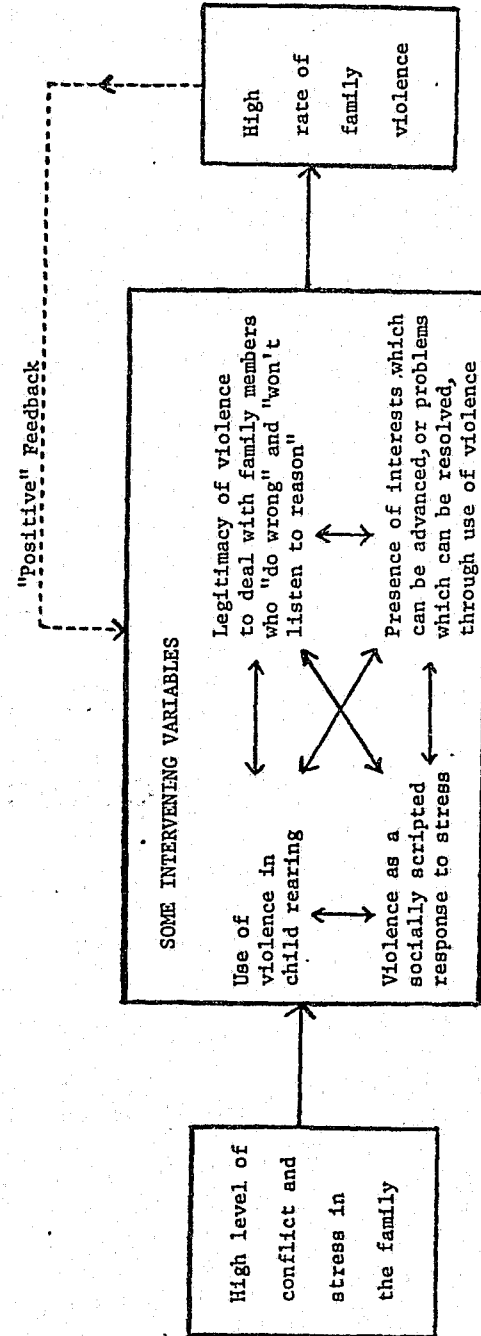 "Positive" Feedback
High level of
conflict and
stress in
the family
SOME INTERVENING VARIABLES
Use of
violence in
child rearing
Legitimacy of violence
to deal with family members
who "do wrong" and "won't
listen to reason"
Violence as a
socially scripted
response to stress
Presence of interests which
can be advanced, or problems
which can be resolved,
through use of violence
High
rate of
family
violence